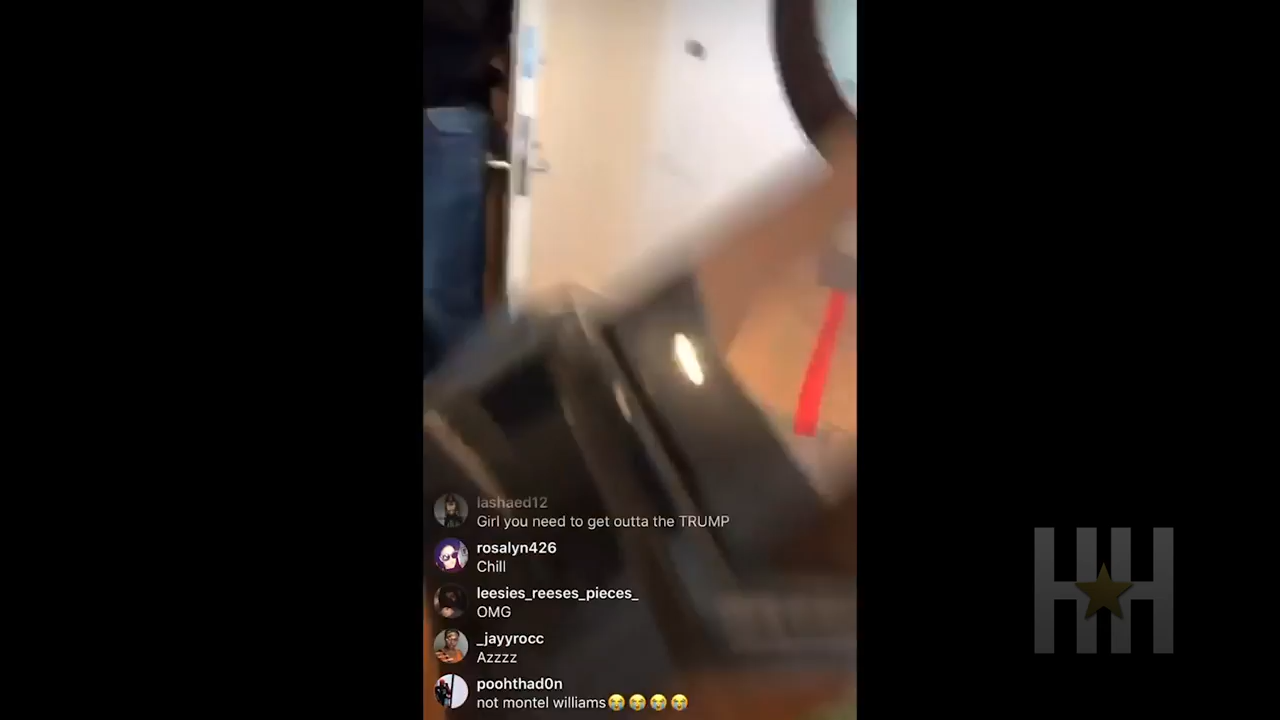 lashaed12
Girl you need to get outta the TRUMP
rosalyn426
Chill
leesies_reeses_pieces_
OMG
_jayyrocc
Azzzz
poohthad0n
not montel williams😭😭😭😭
HH